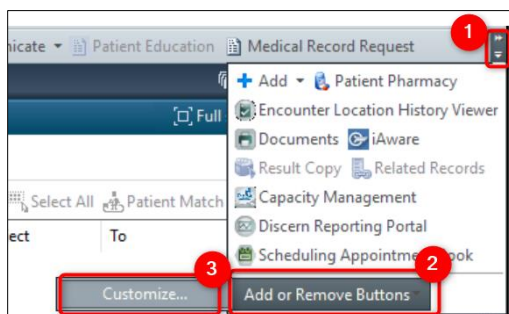 nicate Patient Education Medical Record Request
1
Add Patient Pharmacy
Full
Encounter Location History Viewer
Documents iAware
Result Copy Related Records
Select All Patient Match
Capacity Management
ect To
Discern Reporting Portal
Scheduling Appointment ook
2
3
Customize...
Add or Remove Buttons